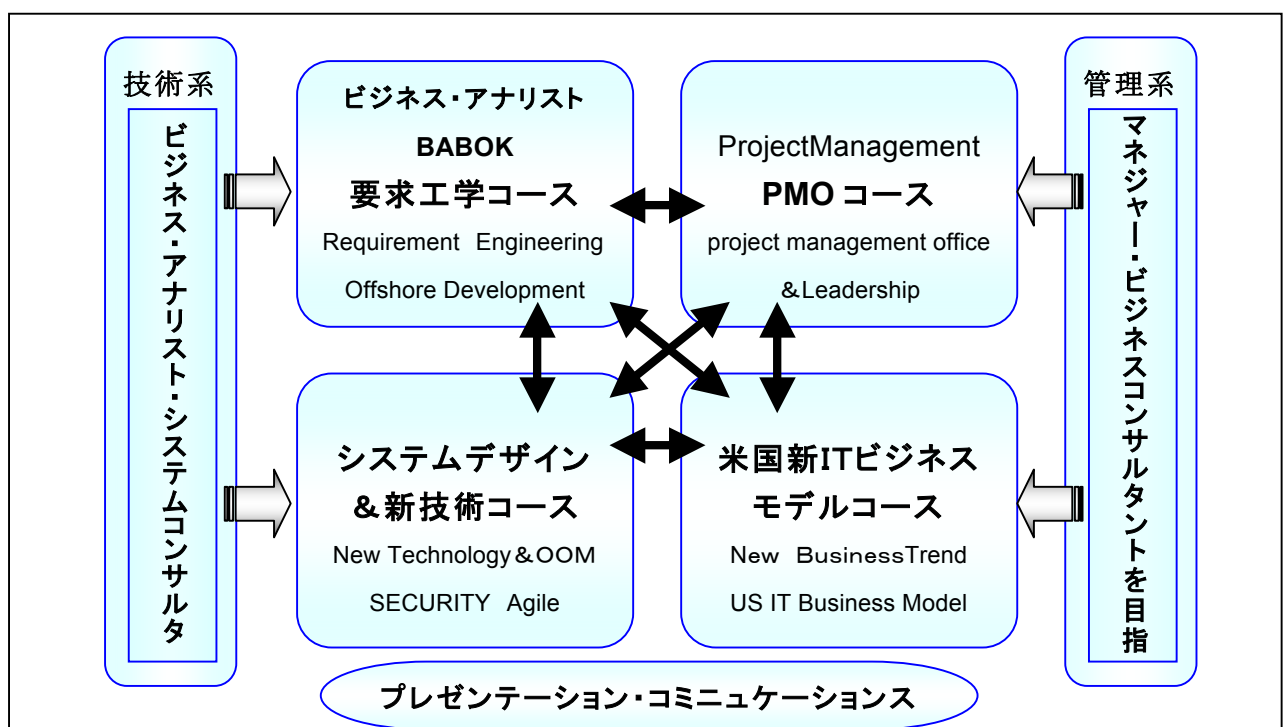 技術系
ビジネス・アナリスト・システムコンサルタ
ビジネス・アナリスト
BABOK
要求工学コース
Requirement Engineering
Offshore Development
ProjectManagement
PMO コース
project management office
&Leadership
システムデザイン
&新技術コース
New Technology&OOM
SECURITY Agile
米国新ITビジネス
モデルコース
New BusinessTrend
US IT Business Model
管理系
マネジャー・ビジネスコンサルタントを目指
プレゼンテーション・コミニュケーションス